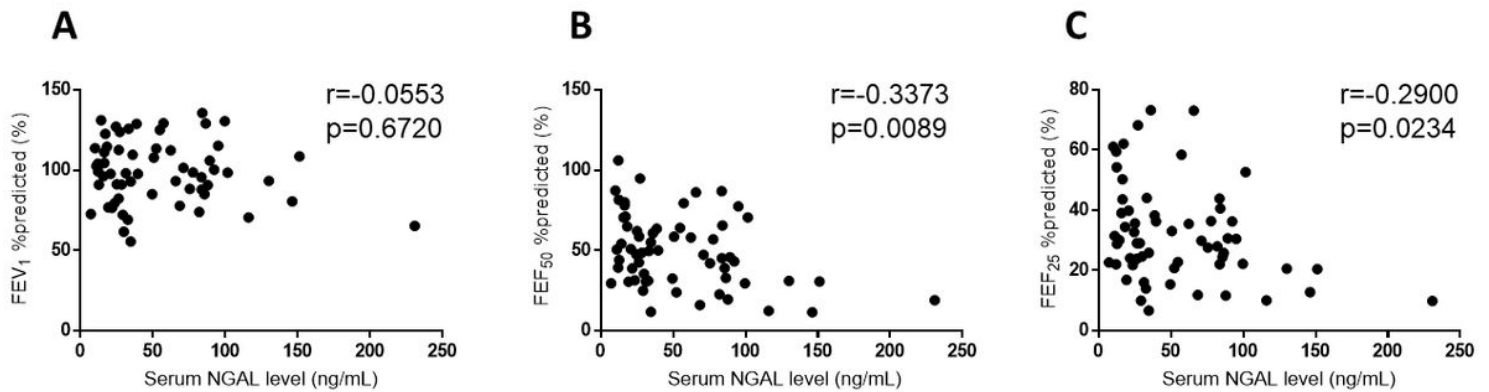 A
r=-0.0553
p=0.6720
FEV₁ %predicted (%)
150
100
50
0
0 50 100 150 200 250
Serum NGAL level (ng/mL)
B
r=-0.3373
p=0.0089
FEF₅₀ %predicted (%)
150
100
50
0
0 50 100 150 200 250
Serum NGAL level (ng/mL)
C
r=-0.2900
p=0.0234
FEF₂₅ %predicted (%)
80
60
40
20
0
0 50 100 150 200 250
Serum NGAL level (ng/mL)